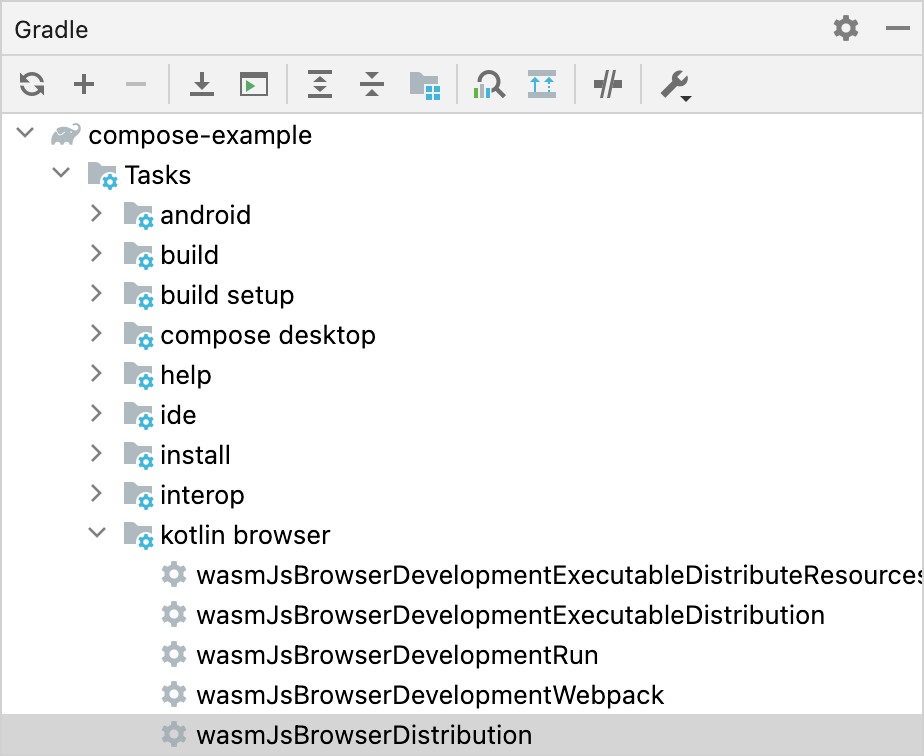 Gradle
compose-example
Tasks
android
build
build setup
compose desktop
help
ide
install
interop
kotlin browser
wasmJsBrowserDevelopmentExecutableDistributeResources
wasmJsBrowserDevelopmentExecutableDistribution
wasmJsBrowserDevelopmentRun
wasmJsBrowserDevelopmentWebpack
wasmJsBrowserDistribution